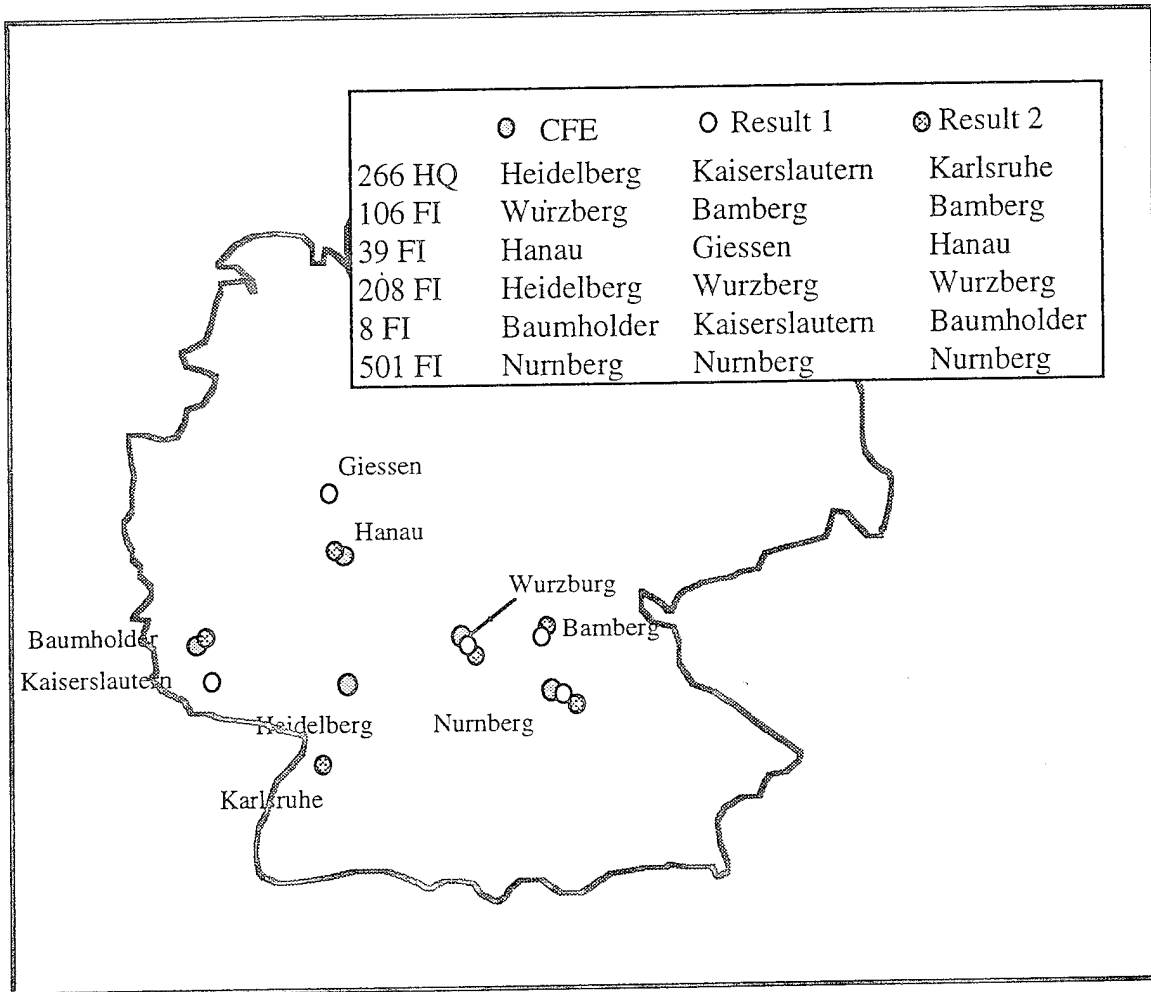 CFE Result 1 Result 2
266 HQ Heidelberg Kaiserslautern Karlsruhe
106 FI Wurzberg Bamberg Bamberg
39 FI Hanau Giessen Hanau
208 FI Heidelberg Wurzberg Wurzberg
8 FI Baumholder Kaiserslautern Baumholder
501 FI Nurnberg Nurnberg Nurnberg
Giessen
Hanau
Wurzburg
Bamberg
Baumholder
Kaiserslautern
Heidelberg
Nurnberg
Karlsruhe